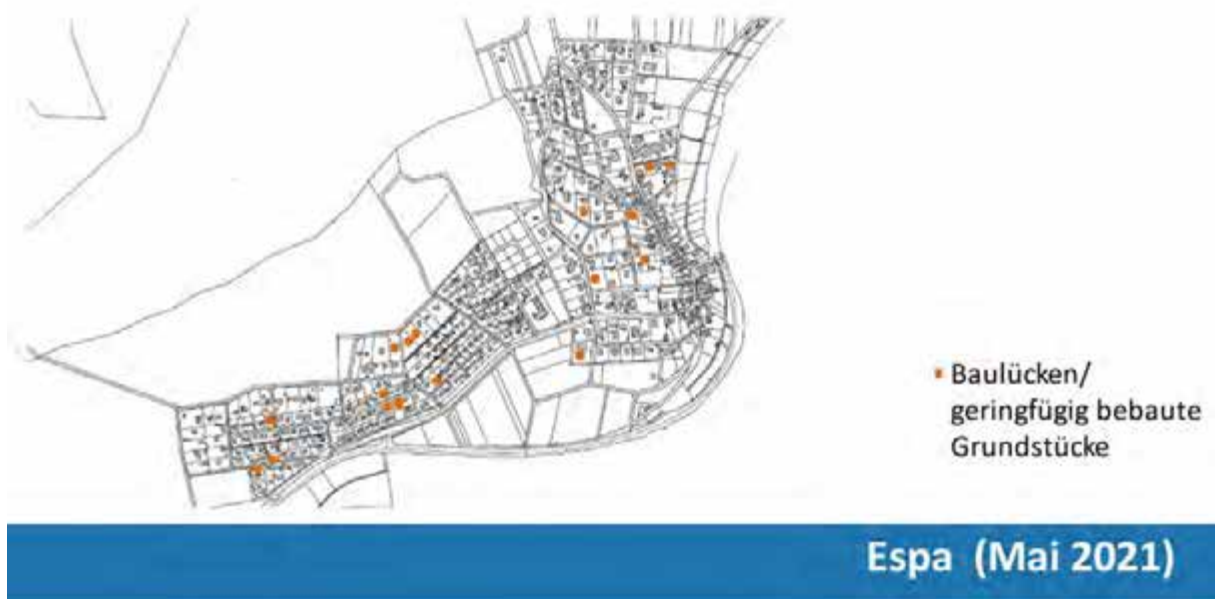 Baulücken/
geringfügig bebaute
Grundstücke
Espa (Mai 2021)